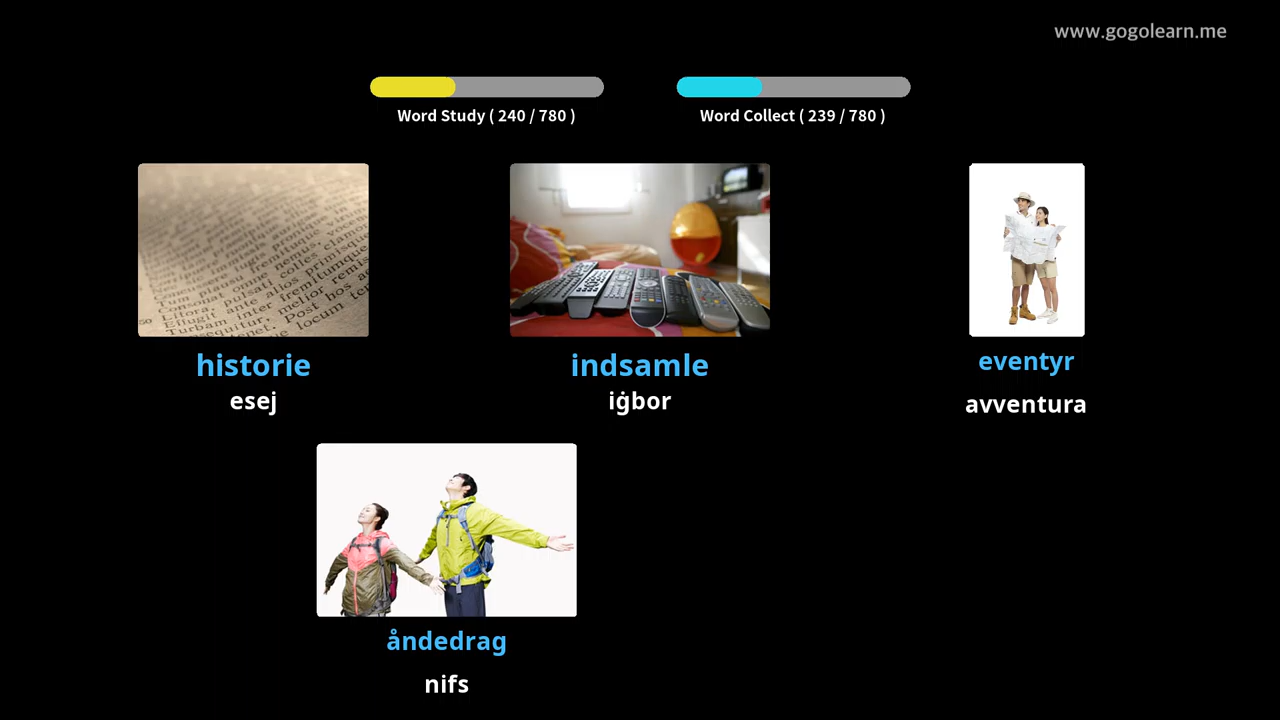 www.gogolearn.me
Word Study ( 240 / 780 )
Word Collect ( 239 / 780 )
historie
esej
indsamle
iġbor
eventyr
avventura
åndedrag
nifs